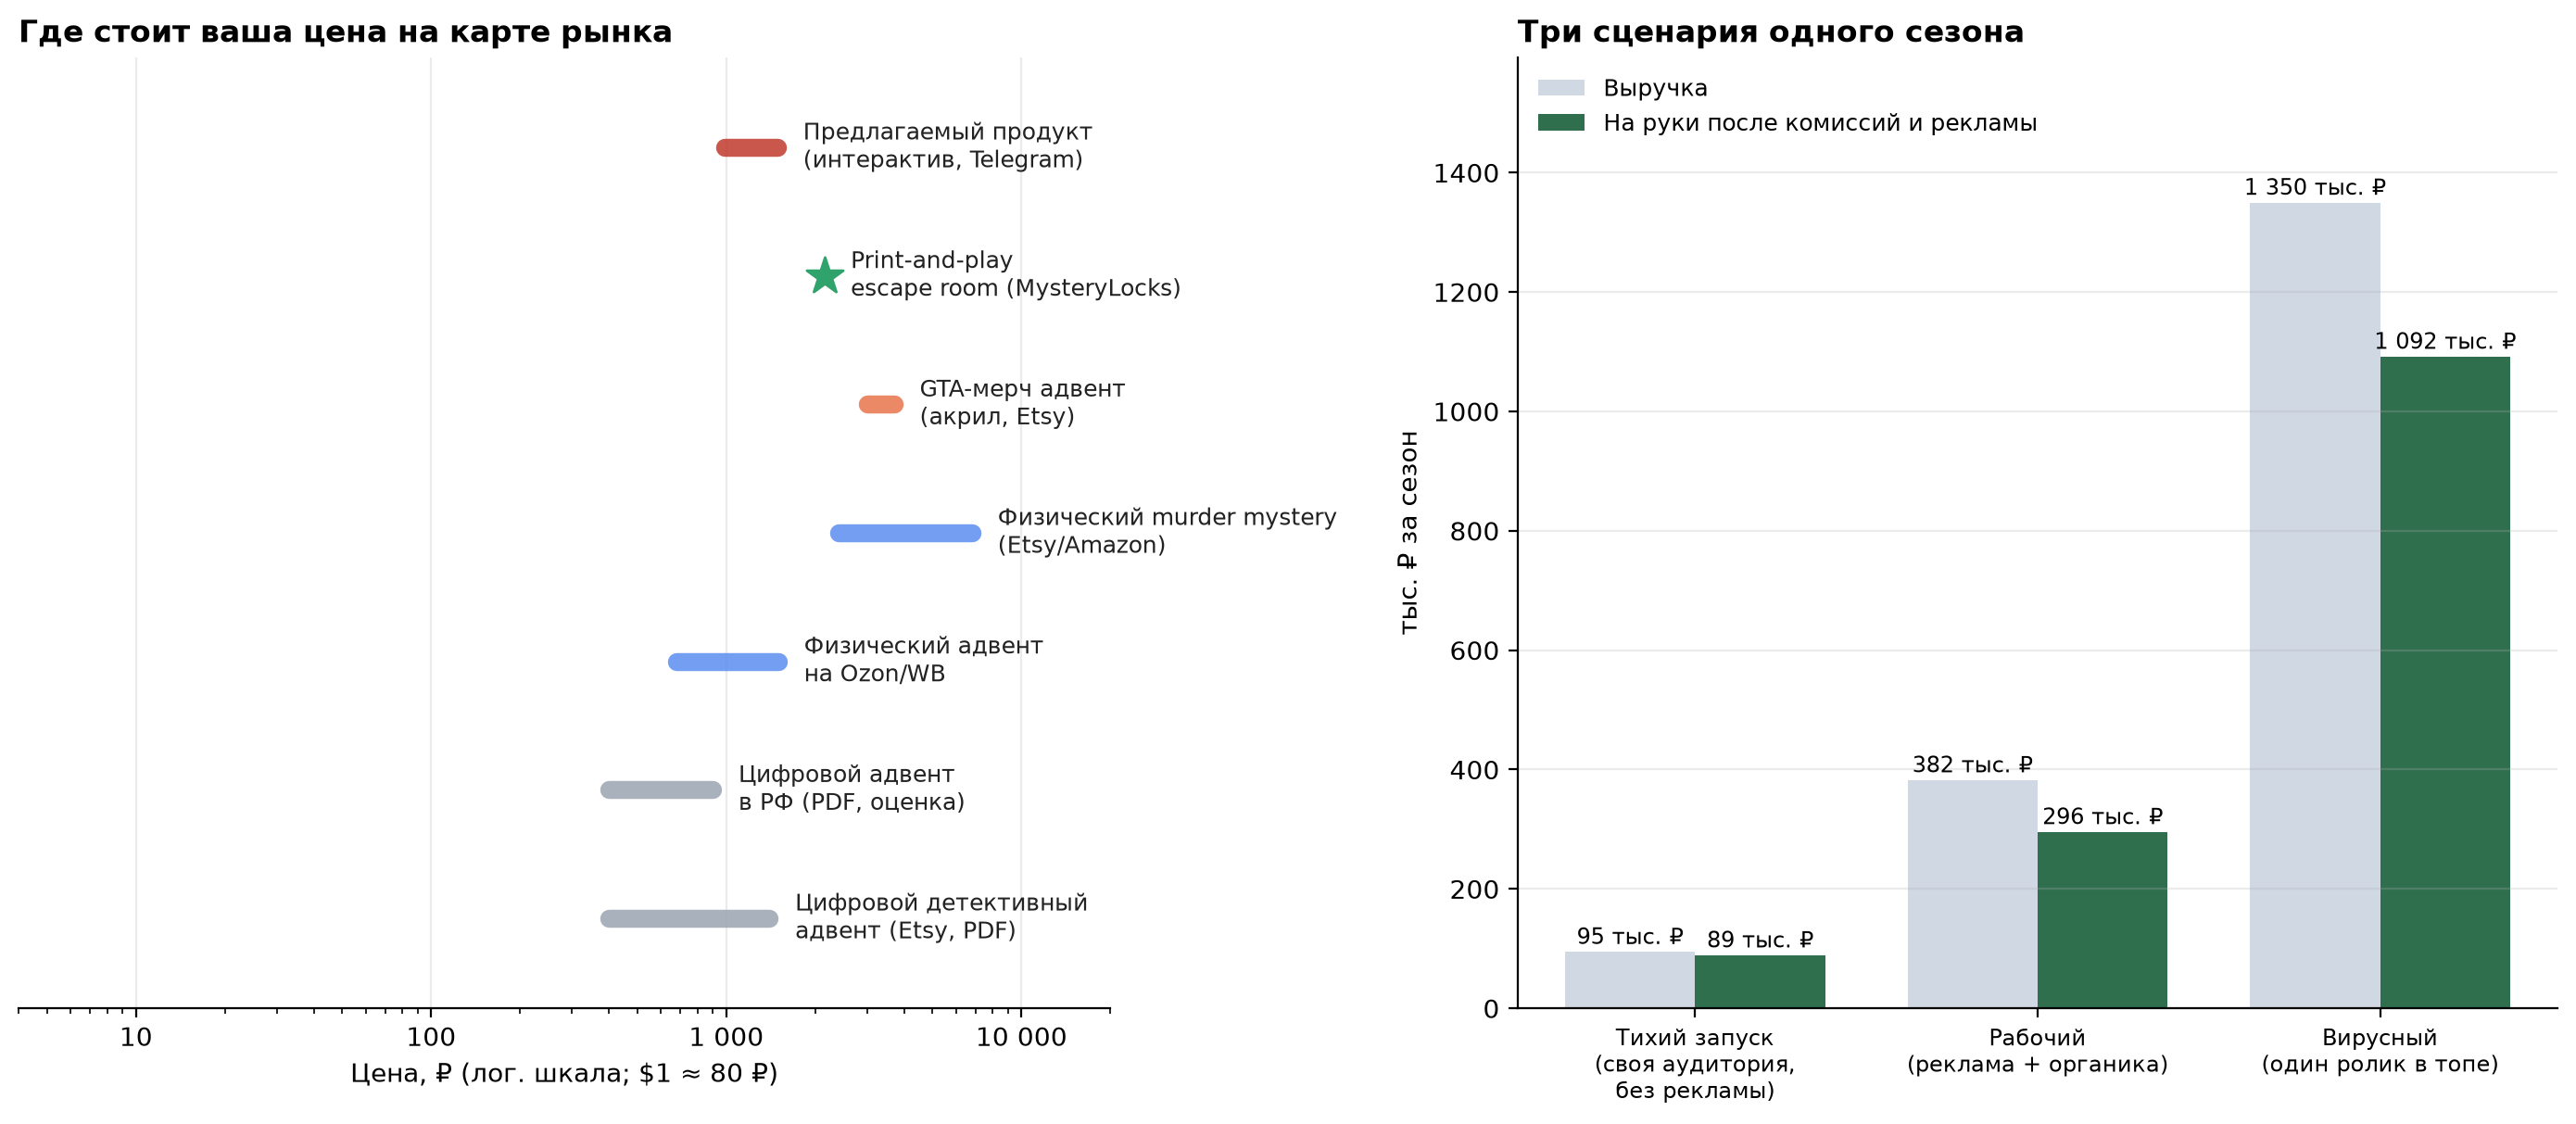 Где стоит ваша цена на карте рынка
Предлагаемый продукт
(интерактив, Telegram)
Print-and-play
escape room (MysteryLocks)
GTA-мерч адвент
(акрил, Etsy)
Физический murder mystery
(Etsy/Amazon)
Физический адвент
на Ozon/WB
Цифровой адвент
в РФ (PDF, оценка)
Цифровой детективный
адвент (Etsy, PDF)
10
100
1 000
10 000
Цена, ₽ (лог. шкала; $1 ≈ 80 ₽)
Три сценария одного сезона
Выручка
На руки после комиссий и рекламы
тыс. ₽ за сезон
1400
1200
1000
800
600
400
200
0
95 тыс. ₽
89 тыс. ₽
382 тыс. ₽
296 тыс. ₽
1 350 тыс. ₽
1 092 тыс. ₽
Тихий запуск
(своя аудитория,
без рекламы)
Рабочий
(реклама + органика)
Вирусный
(один ролик в топе)